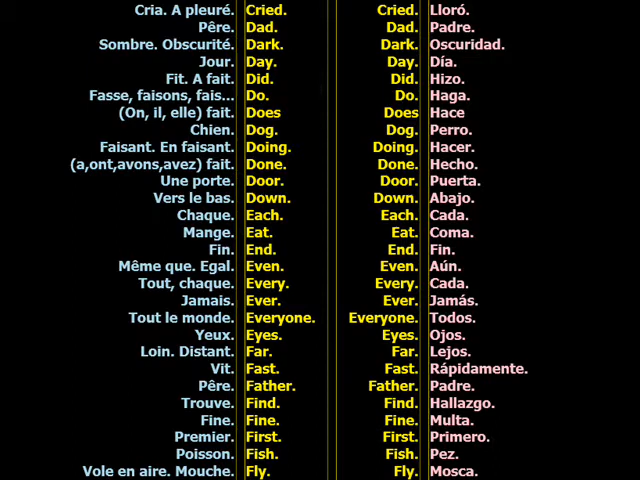 Cria. A pleuré. Cried. Cried. Lloró.
Pêre. Dad. Dad. Padre.
Sombre. Obscurité. Dark. Dark. Oscuridad.
Jour. Day. Day. Día.
Fit. A fait. Did. Did. Hizo.
Fasse, faisons, fais... Do. Do. Haga.
(On, il, elle) fait. Does Does Hace
Chien. Dog. Dog. Perro.
Faisant. En faisant. Doing. Doing. Hacer.
(a,ont,avons,avez) fait. Done. Done. Hecho.
Une porte. Door. Door. Puerta.
Vers le bas. Down. Down. Abajo.
Chaque. Each. Each. Cada.
Mange. Eat. Eat. Coma.
Fin. End. End. Fin.
Même que. Egal. Even. Even. Aún.
Tout, chaque. Every. Every. Cada.
Jamais. Ever. Ever. Jamás.
Tout le monde. Everyone. Everyone. Todos.
Yeux. Eyes. Eyes. Ojos.
Loin. Distant. Far. Far. Lejos.
Vit. Fast. Fast. Rápidamente.
Pêre. Father. Father. Padre.
Trouve. Find. Find. Hallazgo.
Fine. Fine. Fine. Multa.
Premier. First. First. Primero.
Poisson. Fish. Fish. Pez.
Vole en aire. Mouche. Fly. Fly. Mosca.